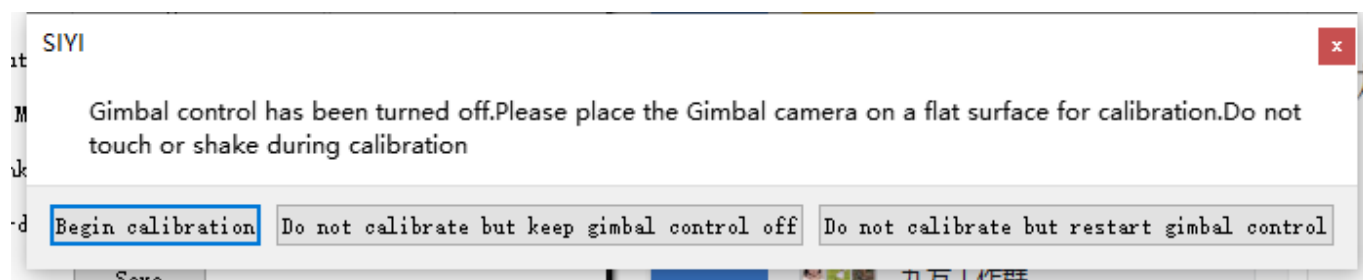 SIYI
x
Gimbal control has been turned off.Please place the Gimbal camera on a flat surface for calibration.Do not
touch or shake during calibration
Begin calibration
Do not calibrate but keep gimbal control off
Do not calibrate but restart gimbal control
Save